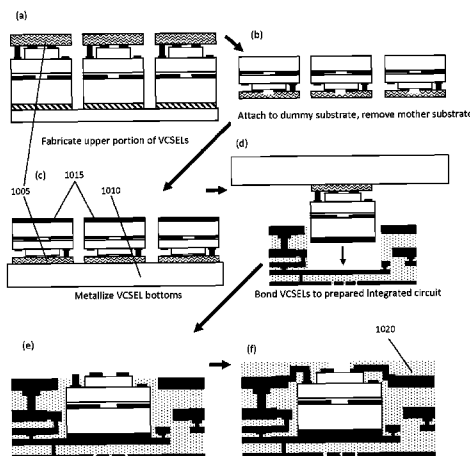 (a)
(b)
Fabricate upper portion of VCSELs
Attach to dummy substrate, remove mother substrate
(c)
1015
1010
(d)
1005
Metallize VCSEL bottoms
Bond VCSELs to prepared integrated circuit
1020
(e)
(f)